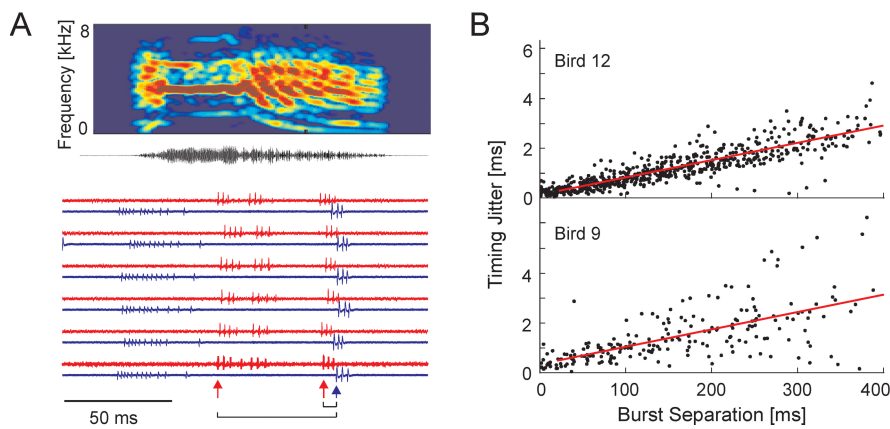 A
Frequency [kHz]
8
0
50 ms
B
Timing Jitter [ms]
Bird 12
6
4
2
0
Bird 9
4
2
0
0
100
200
300
400
Burst Separation [ms]